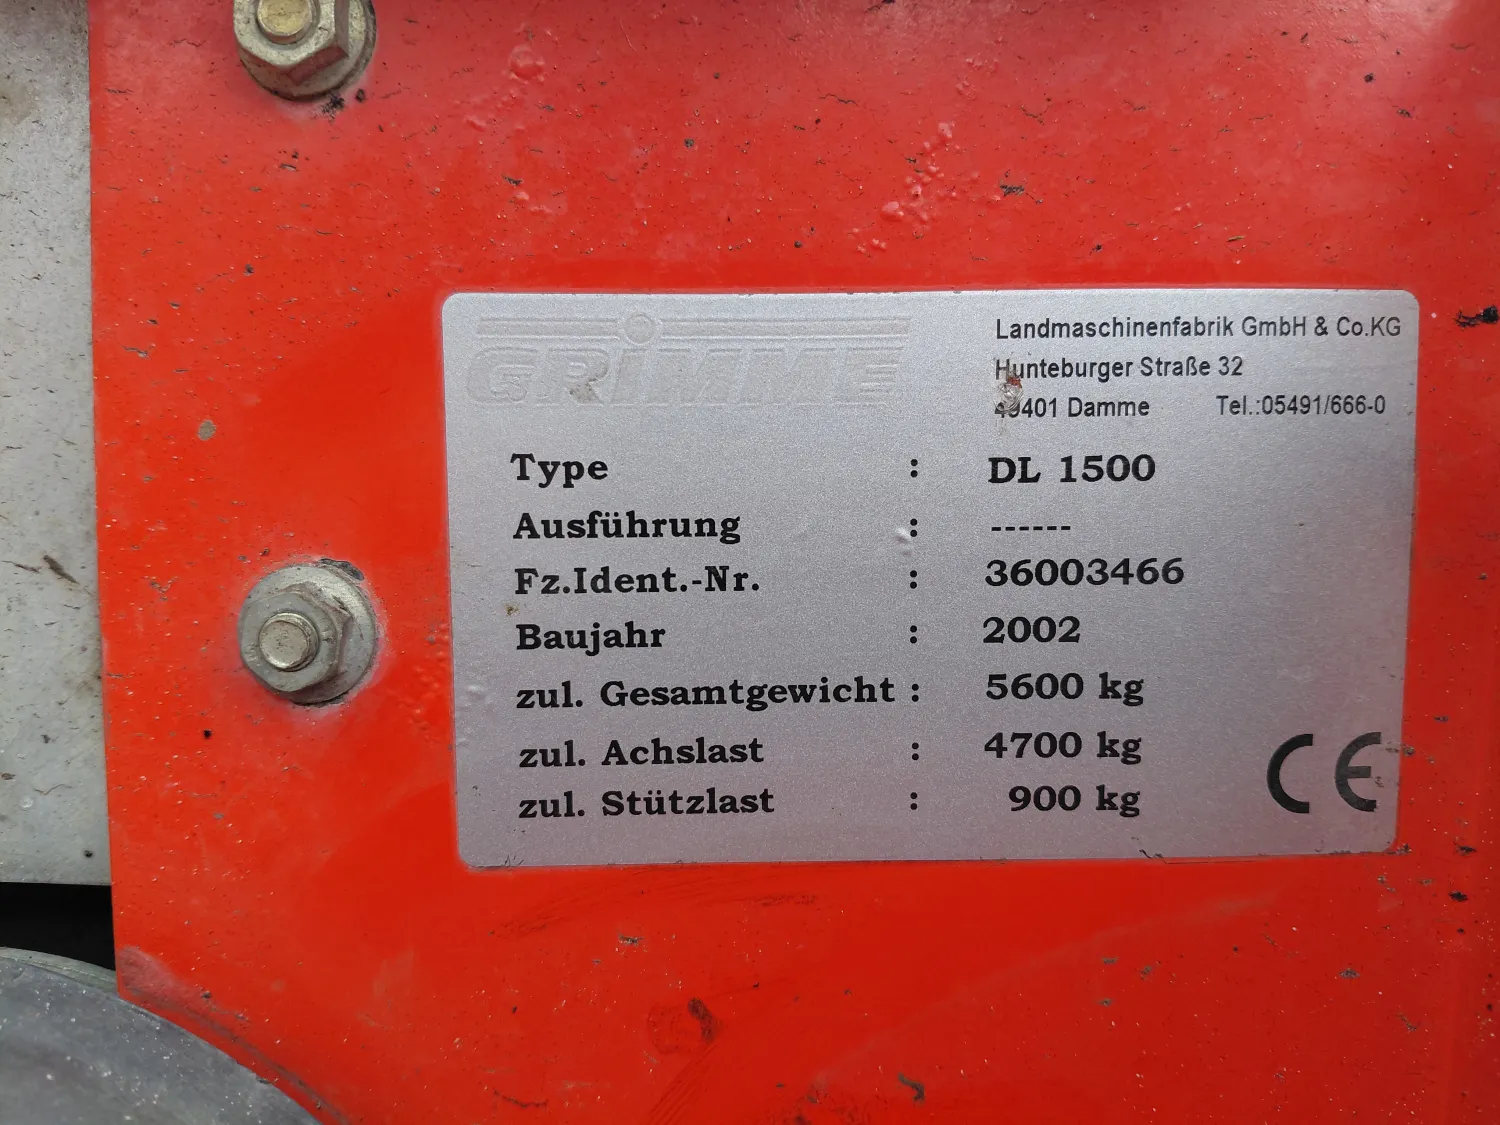 GRIMME
Landmaschinenfabrik GmbH & Co.KG
Hunteburger Straße 32
49401 Damme Tel.:05491/666-0
Type : DL 1500
Ausführung : ------
Fz.Ident.-Nr. : 36003466
Baujahr : 2002
zul. Gesamtgewicht : 5600 kg
zul. Achslast : 4700 kg
zul. Stützlast : 900 kg
CE